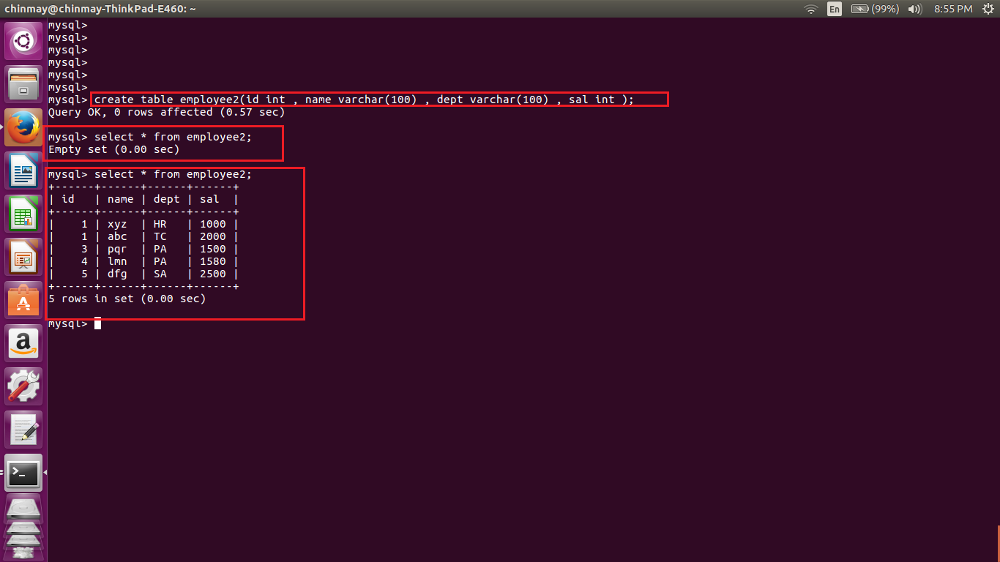 chinmay@chinmay-ThinkPad-E460: ~
En
(99%)
8:55 PM
mysql>
mysql>
mysql>
mysql>
mysql>
mysql>
mysql> create table employee2(id int , name varchar(100) , dept varchar(100) , sal int );
Query OK, 0 rows affected (0.57 sec)
mysql> select * from employee2;
Empty set (0.00 sec)
mysql> select * from employee2;
+------+------+------+------+
| id   | name | dept | sal  |
+------+------+------+------+
|    1 | xyz  | HR   | 1000 |
|    1 | abc  | TC   | 2000 |
|    3 | pqr  | PA   | 1500 |
|    4 | lmn  | PA   | 1580 |
|    5 | dfg  | SA   | 2500 |
+------+------+------+------+
5 rows in set (0.00 sec)
mysql>